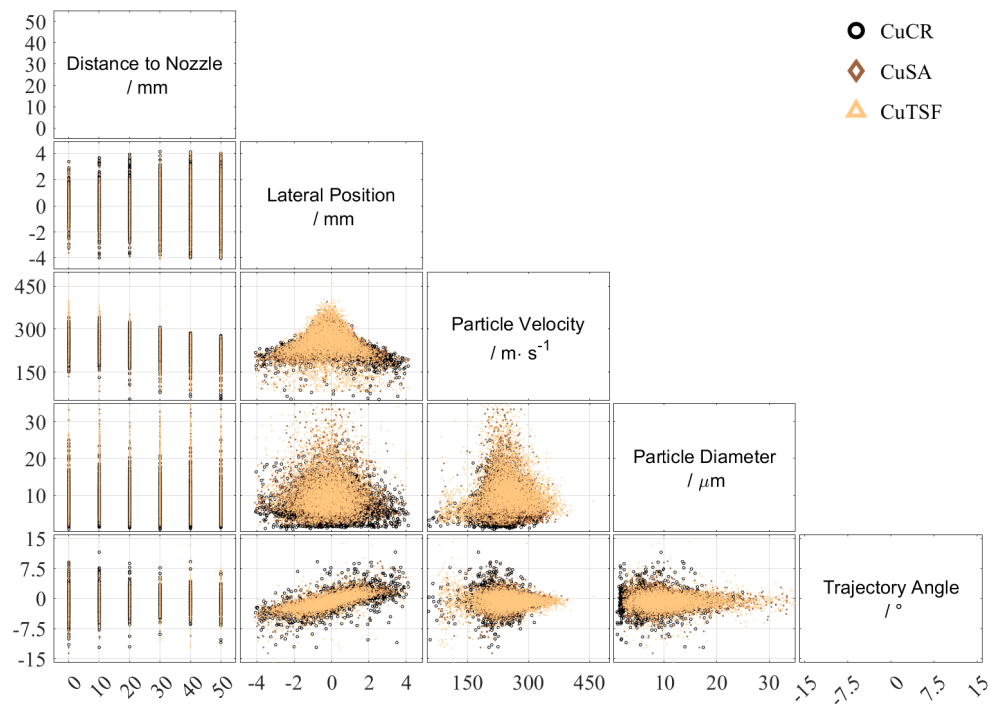 50
40
30
20
10
0
Distance to Nozzle
/ mm
CuCR
CuSA
CuTSF
4
2
0
-2
-4
Lateral Position
/ mm
450
300
150
Particle Velocity
/ m· s-1
30
20
10
Particle Diameter
/ μm
15
7.5
0
-7.5
-15
Trajectory Angle
/ °
0 10 20 30 40 50 -4 -2 0 2 4 150 300 450 10 20 30 -15 -7.5 0 7.5 15